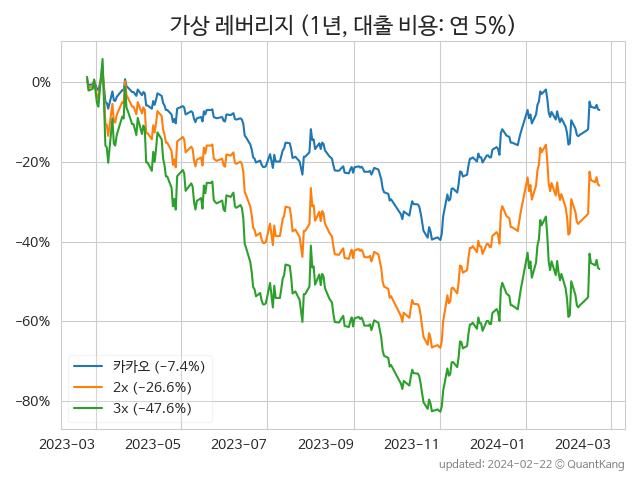 가상 레버리지 (1년, 대출 비용: 연 5%)
0%
−20%
−40%
−60%
−80%
카카오 (−7.4%)
2x (−26.6%)
3x (−47.6%)
2023-03 2023-05 2023-07 2023-09 2023-11 2024-01 2024-03
updated: 2024-02-22 © QuantKang